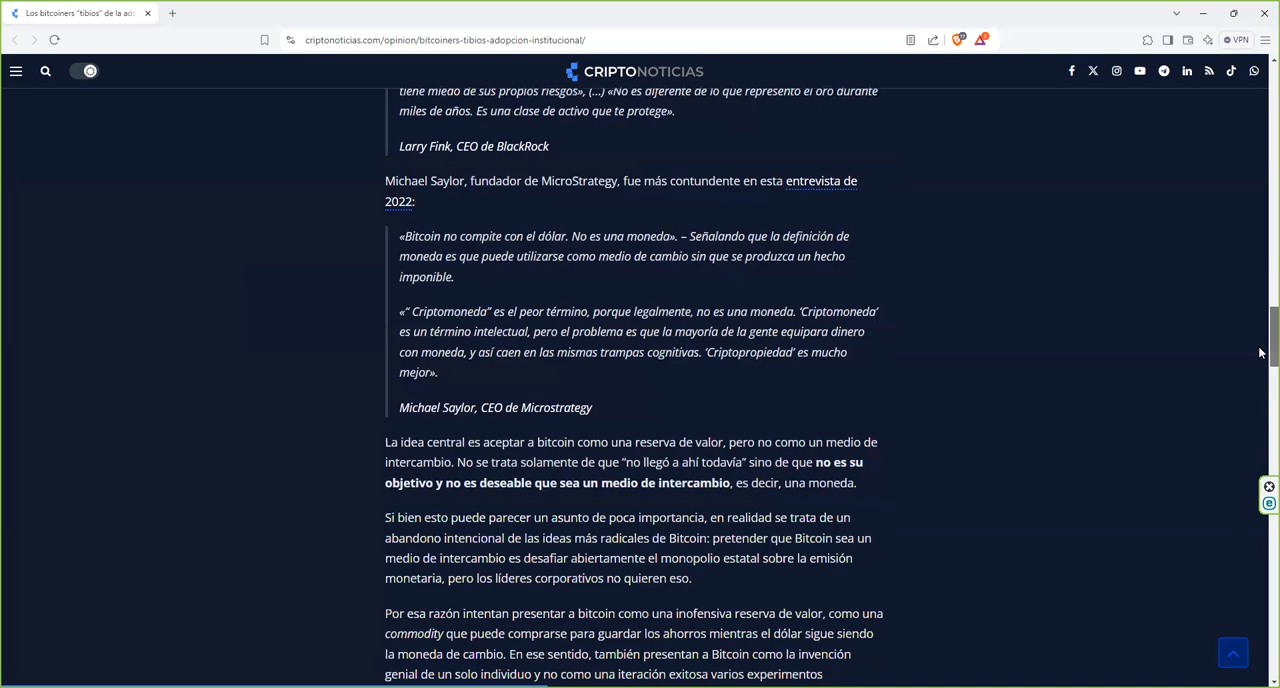 Los bitcoiners "tibios" de la ad
criptonoticias.com/opinion/bitcoiners-tibios-adopcion-institucional/
VPN
CRIPTONOTICIAS
tiene miedo de sus propios riesgos», (...) «No es diferente de lo que representó el oro durante
miles de años. Es una clase de activo que te protege».
Larry Fink, CEO de BlackRock
Michael Saylor, fundador de MicroStrategy, fue más contundente en esta entrevista de
2022:
«Bitcoin no compite con el dólar. No es una moneda». – Señalando que la definición de
moneda es que puede utilizarse como medio de cambio sin que se produzca un hecho
imponible.
«" Criptomoneda" es el peor término, porque legalmente, no es una moneda. 'Criptomoneda'
es un término intelectual, pero el problema es que la mayoría de la gente equipara dinero
con moneda, y así caen en las mismas trampas cognitivas. 'Criptopropiedad' es mucho
mejor».
Michael Saylor, CEO de Microstrategy
La idea central es aceptar a bitcoin como una reserva de valor, pero no como un medio de
intercambio. No se trata solamente de que "no llegó a ahí todavía" sino de que no es su
objetivo y no es deseable que sea un medio de intercambio, es decir, una moneda.
Si bien esto puede parecer un asunto de poca importancia, en realidad se trata de un
abandono intencional de las ideas más radicales de Bitcoin: pretender que Bitcoin sea un
medio de intercambio es desafiar abiertamente el monopolio estatal sobre la emisión
monetaria, pero los líderes corporativos no quieren eso.
Por esa razón intentan presentar a bitcoin como una inofensiva reserva de valor, como una
commodity que puede comprarse para guardar los ahorros mientras el dólar sigue siendo
la moneda de cambio. En ese sentido, también presentan a Bitcoin como la invención
genial de un solo individuo y no como una iteración exitosa varios experimentos